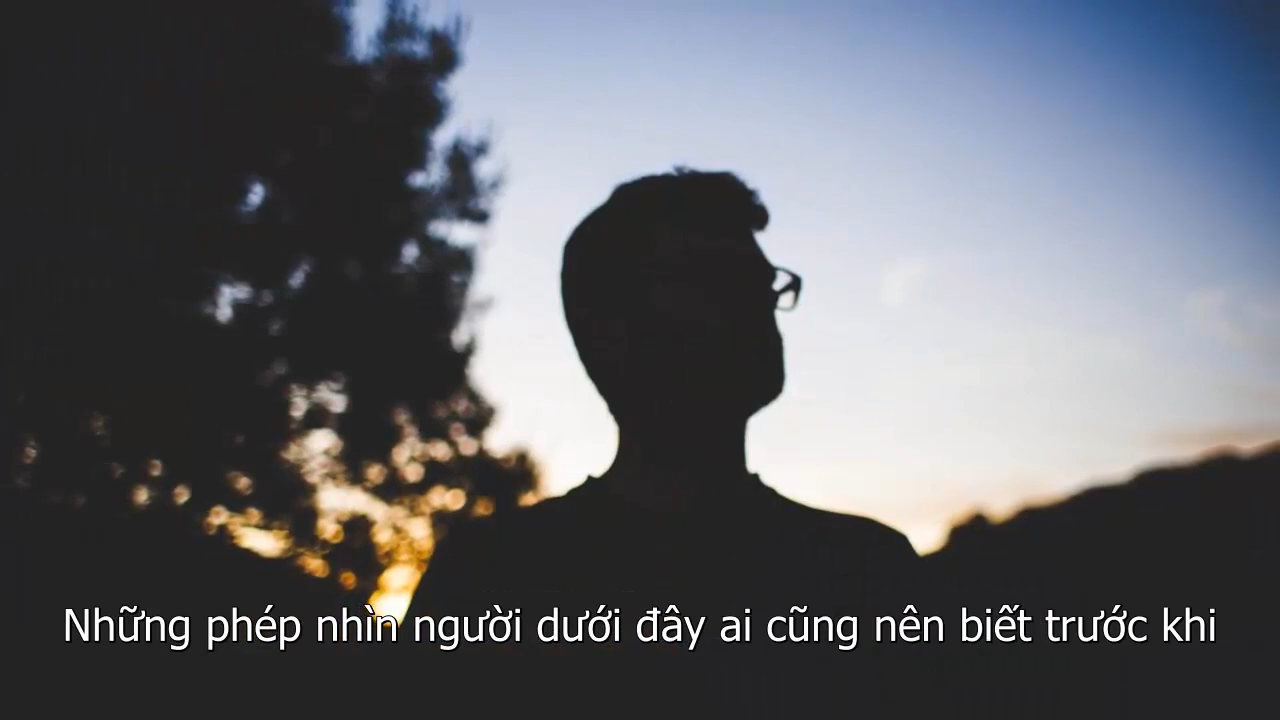 Những phép nhìn người dưới đây ai cũng nên biết trước khi